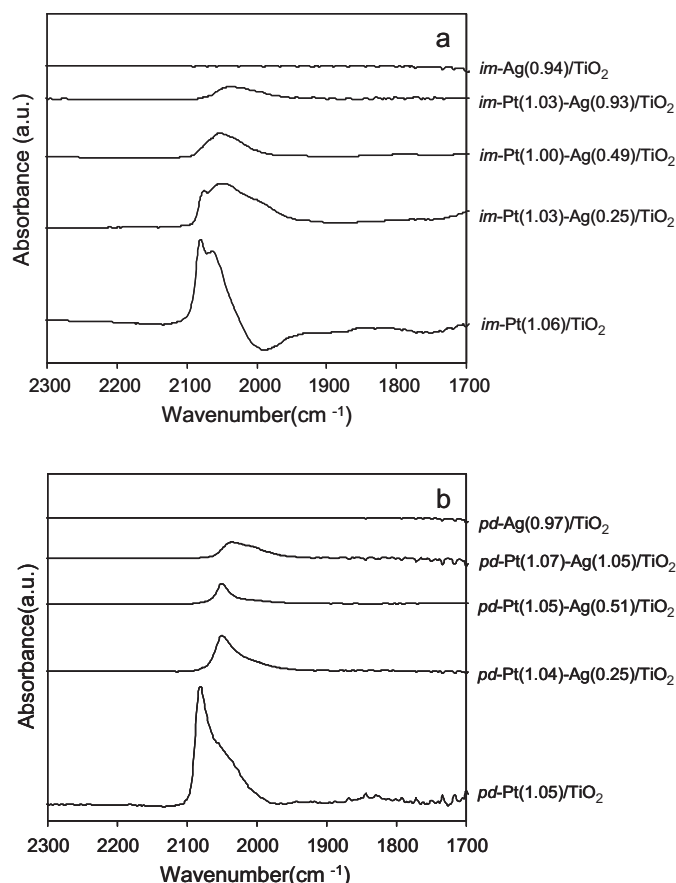 a
im-Ag(0.94)/TiO2
im-Pt(1.03)-Ag(0.93)/TiO2
im-Pt(1.00)-Ag(0.49)/TiO2
im-Pt(1.03)-Ag(0.25)/TiO2
im-Pt(1.06)/TiO2
Absorbance (a.u.)
2300 2200 2100 2000 1900 1800 1700
Wavenumber(cm -1)
b
pd-Ag(0.97)/TiO2
pd-Pt(1.07)-Ag(1.05)/TiO2
pd-Pt(1.05)-Ag(0.51)/TiO2
pd-Pt(1.04)-Ag(0.25)/TiO2
pd-Pt(1.05)/TiO2
Absorbance(a.u.)
2300 2200 2100 2000 1900 1800 1700
Wavenumber(cm -1)